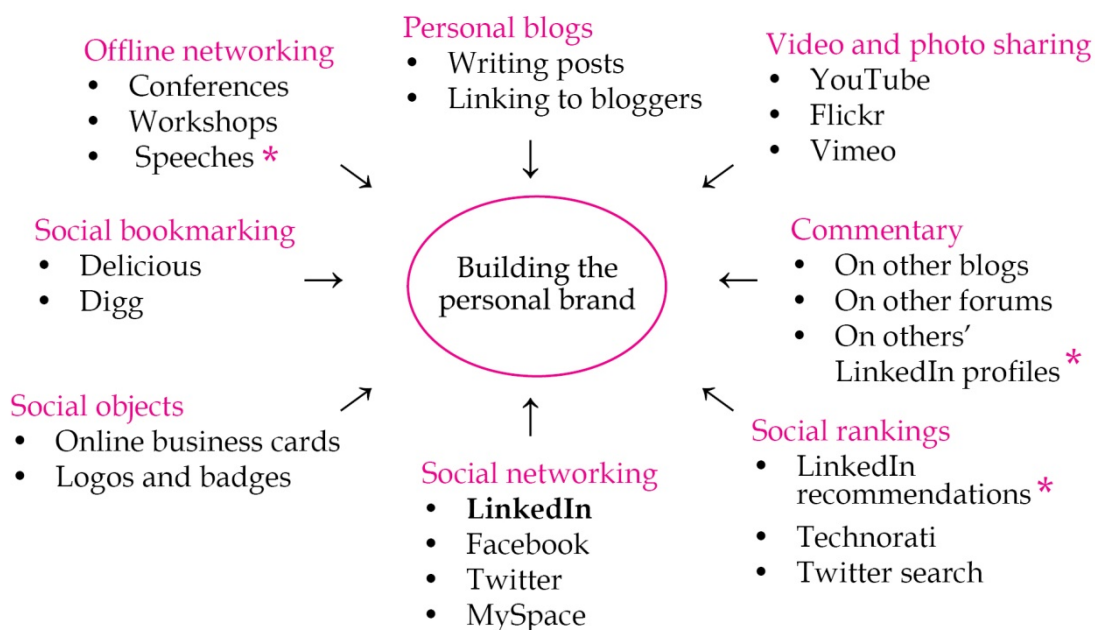 Offline networking
• Conferences
• Workshops
• Speeches *
Personal blogs
• Writing posts
• Linking to bloggers
Video and photo sharing
• YouTube
• Flickr
• Vimeo
Social bookmarking
• Delicious
• Digg
Building the
personal brand
Commentary
• On other blogs
• On other forums
• On others’
LinkedIn profiles *
Social objects
• Online business cards
• Logos and badges
Social networking
• LinkedIn
• Facebook
• Twitter
• MySpace
Social rankings
• LinkedIn
recommendations *
• Technorati
• Twitter search